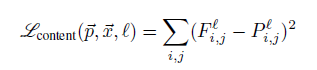 ℒ_content(p⃗, x⃗, ℓ) = ∑_{i,j} (F^ℓ_{i,j} − P^ℓ_{i,j})²